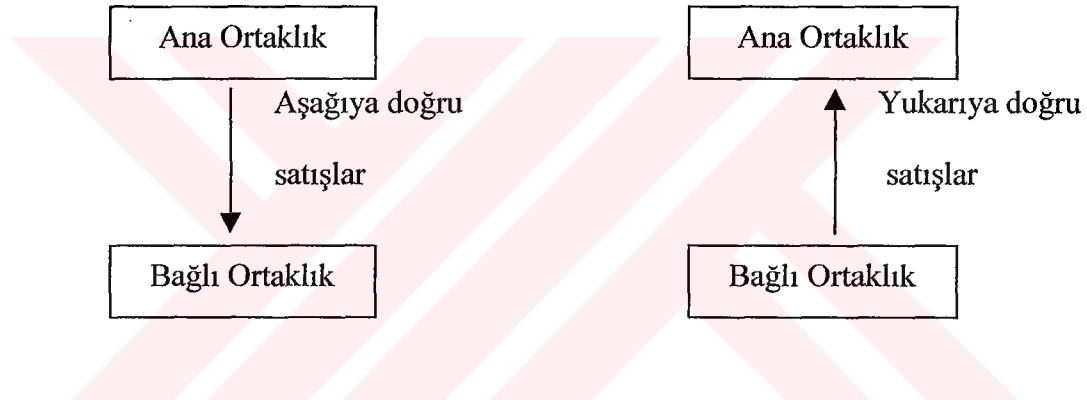 Ana Ortaklık
Aşağıya doğru
satışlar
Bağlı Ortaklık
Ana Ortaklık
Yukarıya doğru
satışlar
Bağlı Ortaklık